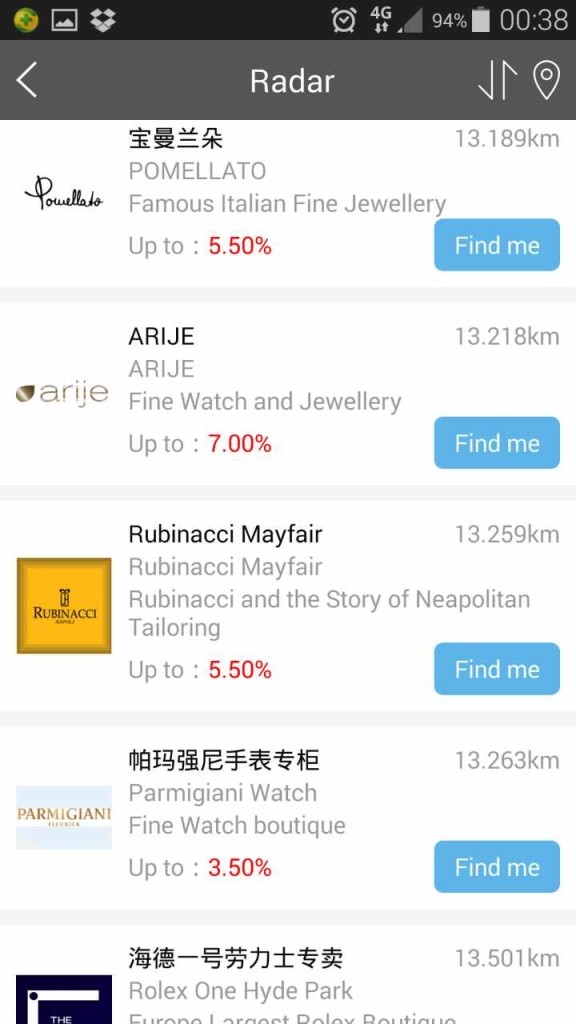 4G 94% 00:38
Radar
宝曼兰朵 13.189km
POMELLATO
Pomellato
Famous Italian Fine Jewellery
Up to : 5.50% Find me
ARIJE 13.218km
ARIJE
arije
Fine Watch and Jewellery
Up to : 7.00% Find me
Rubinacci Mayfair 13.259km
Rubinacci Mayfair
Rubinacci and the Story of Neapolitan
RUBINACCI
NAPOLI
Tailoring
Up to : 5.50% Find me
帕玛强尼手表专柜 13.263km
Parmigiani Watch
PARMIGIANI
FLEURIER
Fine Watch boutique
Up to : 3.50% Find me
海德一号劳力士专卖 13.501km
Rolex One Hyde Park
THE
Europe Largest Rolex Boutique